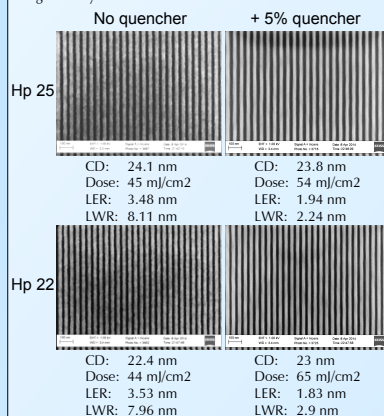 No quencher + 5% quencher
Hp 25
CD: 24.1 nm
Dose: 45 mJ/cm2
LER: 3.48 nm
LWR: 8.11 nm
CD: 23.8 nm
Dose: 54 mJ/cm2
LER: 1.94 nm
LWR: 2.24 nm
Hp 22
CD: 22.4 nm
Dose: 44 mJ/cm2
LER: 3.53 nm
LWR: 7.96 nm
CD: 23 nm
Dose: 65 mJ/cm2
LER: 1.83 nm
LWR: 2.9 nm